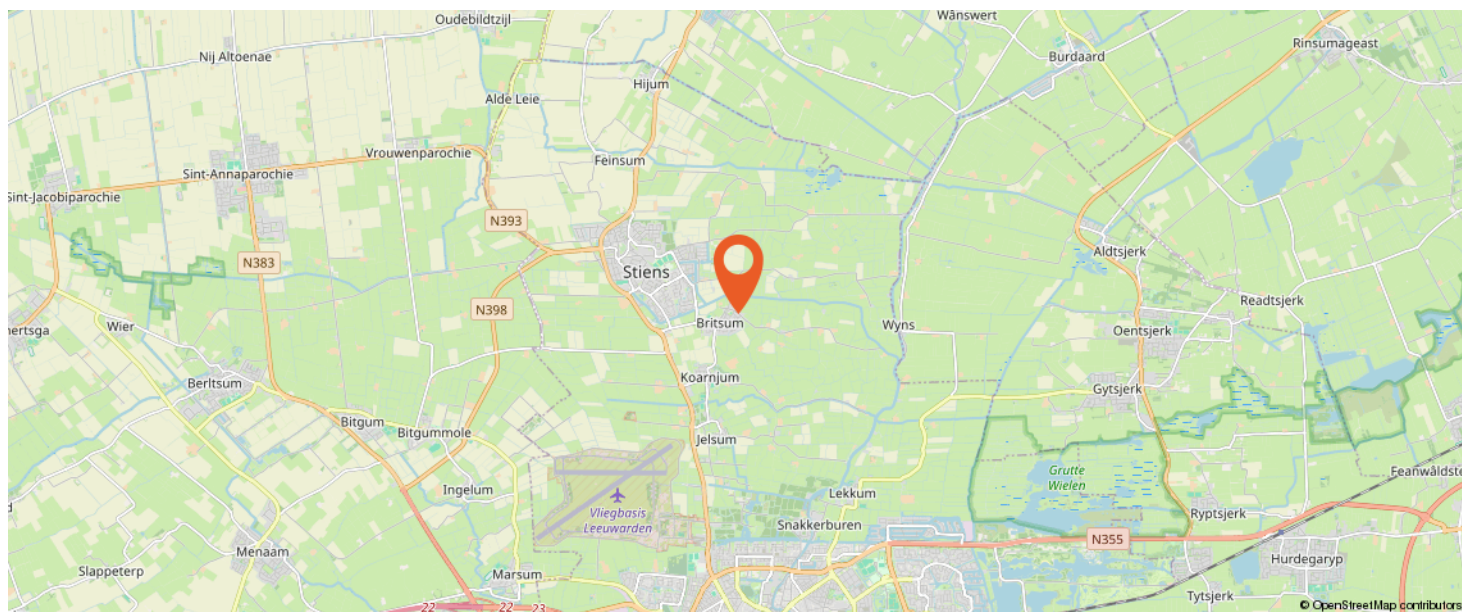 Oudebildtzijl
Wânswert
Nij Altoenae
Burdaard
Rinsumageast
Hijum
Alde Leie
Vrouwenparochie
Feinsum
Sint-Annaparochie
Sint-Jacobiparochie
N393
Aldtsjerk
N383
Stiens
Readtsjerk
N398
Wier
Britsum
Wyns
Oentsjerk
Berltsum
Koarnjum
Gytsjerk
Bitgum
Bitgummole
Jelsum
Grutte
Wielen
Ingelum
Lekkum
Vliegbasis
Leeuwarden
Ryptsjerk
Snakkerburen
N355
Menaam
Hurdegaryp
Slappeterp
Marsum
Tytsjerk
22
22
23
© OpenStreetMap contributors